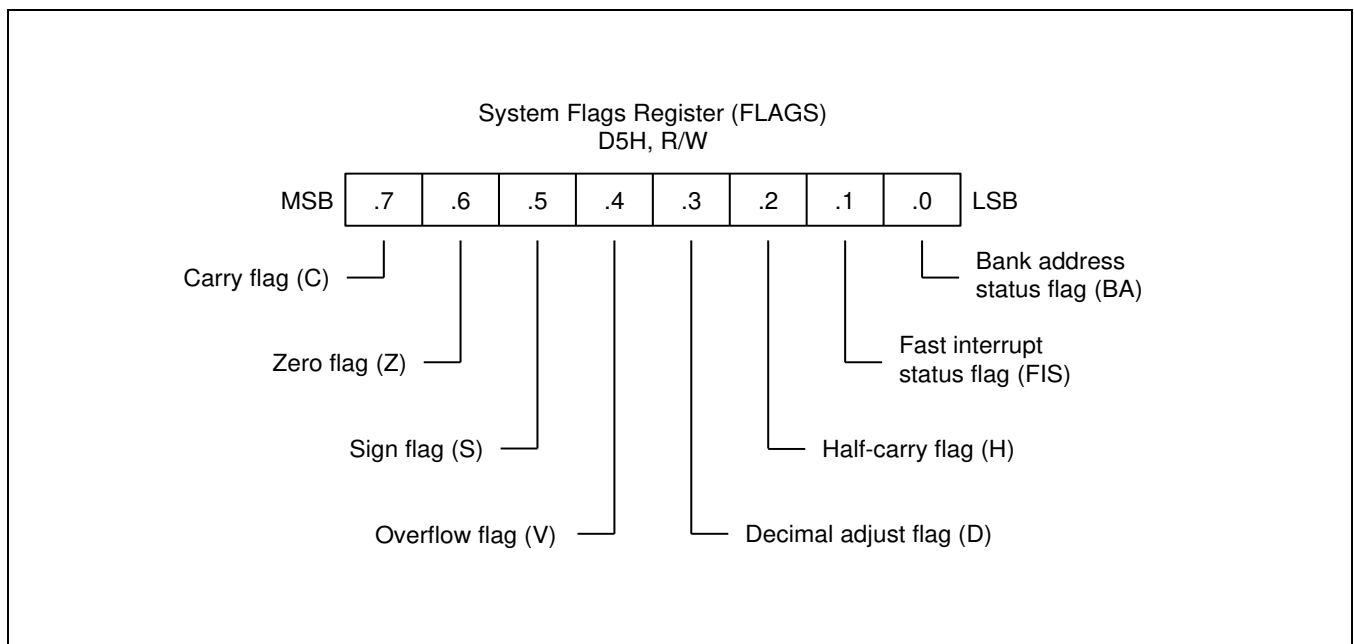 System Flags Register (FLAGS)
D5H, R/W
MSB .7 .6 .5 .4 .3 .2 .1 .0 LSB
Carry flag (C)
Bank address
status flag (BA)
Zero flag (Z)
Fast interrupt
status flag (FIS)
Sign flag (S)
Half-carry flag (H)
Overflow flag (V)
Decimal adjust flag (D)